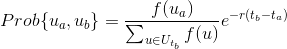 Prob\{u_a, u_b\} = \frac{f(u_a)}{\sum_{u \in U_{t_b}} f(u)} e^{-r(t_b - t_a)}